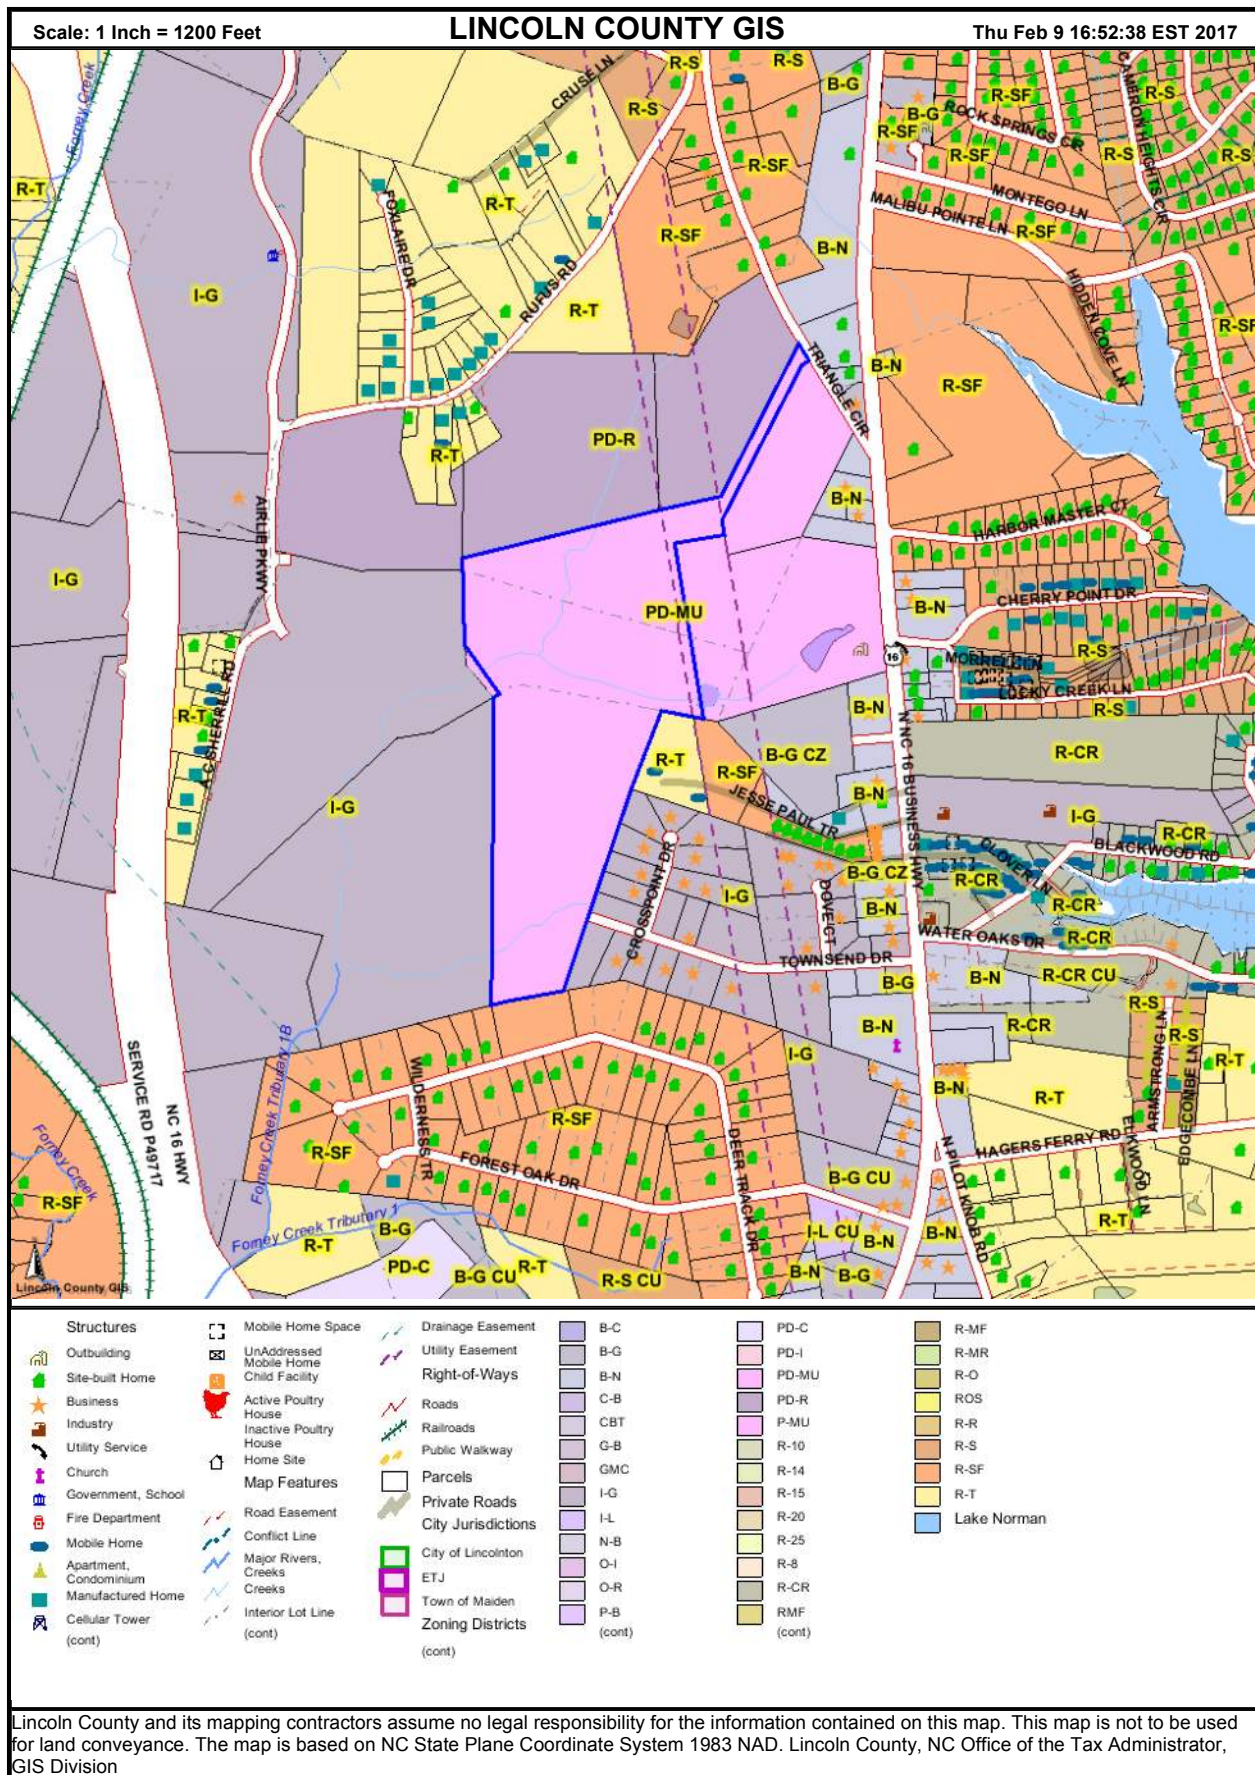 Scale: 1 Inch = 1200 Feet
LINCOLN COUNTY GIS
Thu Feb 9 16:52:38 EST 2017
Forney Creek
R-T
I-G
CRUSE LN
R-S
R-S
R-S
B-G
R-SF
R-S
CAMERON HEIGHTS CIR
B-G
ROCK SPRINGS CIR
R-SF
R-SF
R-S
R-S
R-SF
MONTEGO LN
MALIBU POINTE LN
R-SF
FOXLAIRE DR
R-T
R-SF
B-N
HIDDEN COVE LN
RUFUS RD
R-T
R-SF
TRIANGLE CIR
B-N
R-SF
PD-R
R-T
AIRLIE PKWY
B-N
HARBOR MASTER CT
I-G
PD-MU
B-N
CHERRY POINT DR
16
MORRELL LN
R-S
LUCKY CREEK LN
R-S
A C SHERRILL RD
R-T
B-N
N NC 16 BUSINESS HWY
R-T
R-SF
B-G CZ
R-CR
JESSE PAUL TR
B-N
I-G
I-G
R-CR
BLACKWOOD RD
CLOVER LN
CROSSPOINT DR
B-G CZ
R-CR
I-G
DOVE CT
B-N
R-CR
WATER OAKS DR
R-CR
TOWNSEND DR
B-G
B-N
R-CR CU
R-S
B-N
R-CR
R-S
ARMSTRONG LN
EDGECOMBE LN
R-T
Forney Creek Tributary 1B
SERVICE RD P49717
NC 16 HWY
I-G
B-N
R-T
WILDERNESS TR
R-SF
R-SF
DEER TRACK DR
HAGERS FERRY RD
ELKWOOD LN
FOREST OAK DR
N PILOT KNOB RD
Forney Creek
R-SF
B-G CU
Forney Creek Tributary 1
R-T
B-G
I-L CU
B-N
B-N
R-T
PD-C
B-G CU
R-T
R-S CU
B-N
B-G
Lincoln County GIS
Structures
Outbuilding
Site-built Home
Business
Industry
Utility Service
Church
Government, School
Fire Department
Mobile Home
Apartment,
Condominium
Manufactured Home
Cellular Tower
(cont)
Mobile Home Space
UnAddressed
Mobile Home
Child Facility
Active Poultry
House
Inactive Poultry
House
Home Site
Map Features
Road Easement
Conflict Line
Major Rivers,
Creeks
Creeks
Interior Lot Line
(cont)
Drainage Easement
Utility Easement
Right-of-Ways
Roads
Railroads
Public Walkway
Parcels
Private Roads
City Jurisdictions
City of Lincolnton
ETJ
Town of Maiden
Zoning Districts
(cont)
B-C
B-G
B-N
C-B
CBT
G-B
GMC
I-G
I-L
N-B
O-I
O-R
P-B
(cont)
PD-C
PD-I
PD-MU
PD-R
P-MU
R-10
R-14
R-15
R-20
R-25
R-8
R-CR
RMF
(cont)
R-MF
R-MR
R-O
ROS
R-R
R-S
R-SF
R-T
Lake Norman
Lincoln County and its mapping contractors assume no legal responsibility for the information contained on this map. This map is not to be used
for land conveyance. The map is based on NC State Plane Coordinate System 1983 NAD. Lincoln County, NC Office of the Tax Administrator,
GIS Division